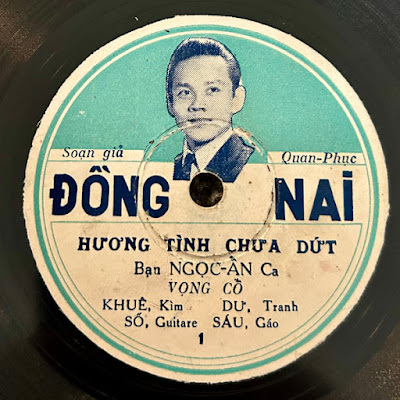 Soạn giả Quan-Phục
ĐỒNG NAI
HƯƠNG TÌNH CHƯA DỨT
Bạn NGỌC-ẨN Ca
VỌNG CỔ
KHUÊ, Kìm DƯ, Tranh
SỐ, Guitare SÁU, Gáo
1